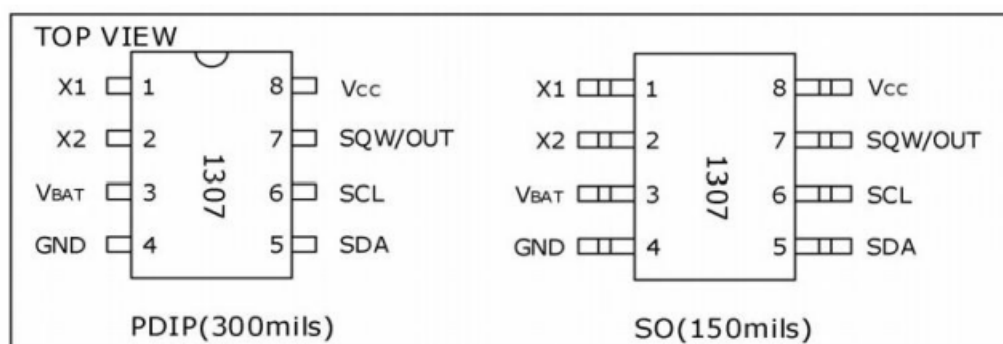 TOP VIEW
X1 1 8 Vcc
X2 2 7 SQW/OUT
VBAT 3 6 SCL
GND 4 5 SDA
1307
PDIP(300mils)
X1 1 8 Vcc
X2 2 7 SQW/OUT
VBAT 3 6 SCL
GND 4 5 SDA
1307
SO(150mils)